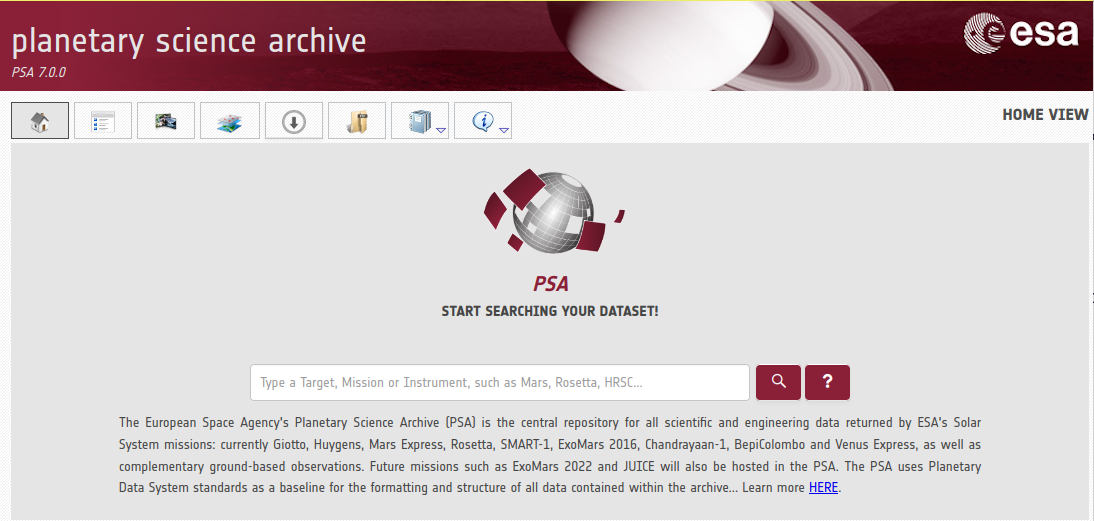 planetary science archive
PSA 7.0.0
esa
HOME VIEW
PSA
START SEARCHING YOUR DATASET!
Type a Target, Mission or Instrument, such as Mars, Rosetta, HRSC...
?
The European Space Agency's Planetary Science Archive (PSA) is the central repository for all scientific and engineering data returned by ESA's Solar
System missions: currently Giotto, Huygens, Mars Express, Rosetta, SMART-1, ExoMars 2016, Chandrayaan-1, BepiColombo and Venus Express, as well as
complementary ground-based observations. Future missions such as ExoMars 2022 and JUICE will also be hosted in the PSA. The PSA uses Planetary
Data System standards as a baseline for the formatting and structure of all data contained within the archive... Learn more HERE.